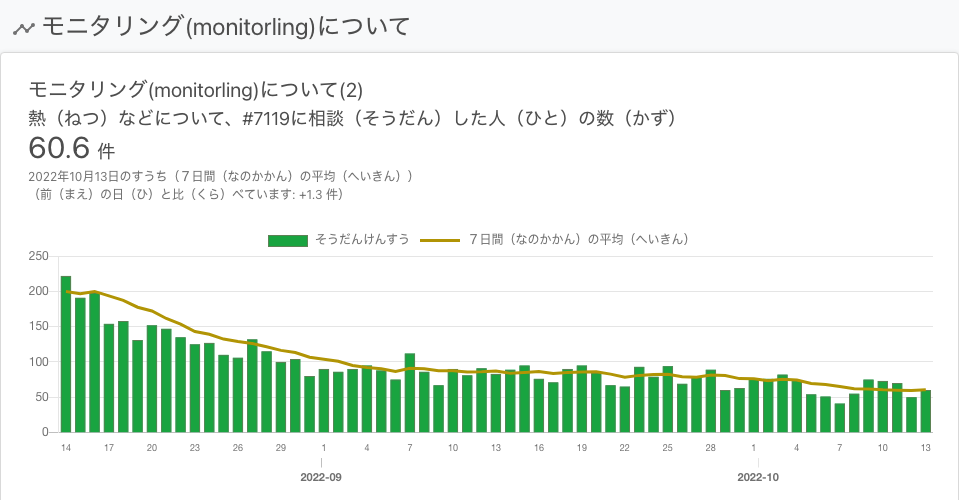 モニタリング(monitorling)について
モニタリング(monitorling)について(2)
熱（ねつ）などについて、#7119に相談（そうだん）した人（ひと）の数（かず）
60.6 件
2022年10月13日のすうち（７日間（なのかかん）の平均（へいきん））
（前（まえ）の日（ひ）と比（くら）べています: +1.3 件）
そうだんけんすう ７日間（なのかかん）の平均（へいきん）
250
200
150
100
50
0
14 17 20 23 26 29 1 4 7 10 13 16 19 22 25 28 1 4 7 10 13
2022-09 2022-10